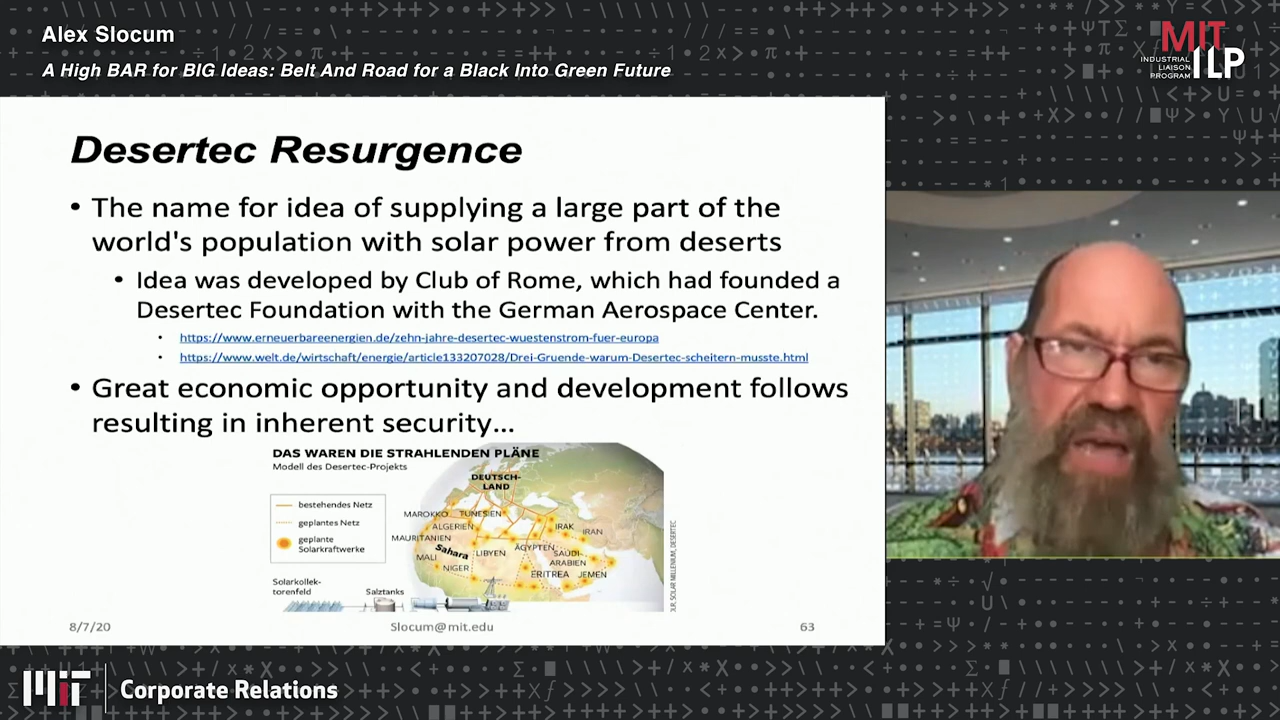 Alex Slocum
A High BAR for BIG Ideas: Belt And Road for a Black Into Green Future
MIT
INDUSTRIAL
LIAISON
PROGRAM
ILP
Desertec Resurgence
• The name for idea of supplying a large part of the
world's population with solar power from deserts
• Idea was developed by Club of Rome, which had founded a
Desertec Foundation with the German Aerospace Center.
• https://www.erneuerbareenergien.de/zehn-jahre-desertec-wuestenstrom-fuer-europa
• https://www.welt.de/wirtschaft/energie/article133207028/Drei-Gruende-warum-Desertec-scheitern-musste.html
• Great economic opportunity and development follows
resulting in inherent security...
DAS WAREN DIE STRAHLENDEN PLÄNE
Modell des Desertec-Projekts
DEUTSCH-
LAND
bestehendes Netz
geplantes Netz
geplante
Solarkraftwerke
MAROKKO
TUNESIEN
ALGERIEN
IRAK
IRAN
MAURITANIEN
Sahara
LIBYEN
ÄGYPTEN
SAUDI-
ARABIEN
MALI
NIGER
ERITREA
JEMEN
Solarkollek-
torenfeld
Salztanks
SOLAR MILLENIUM, DESERTEC
8/7/20
Slocum@mit.edu
63
MIT
Corporate Relations